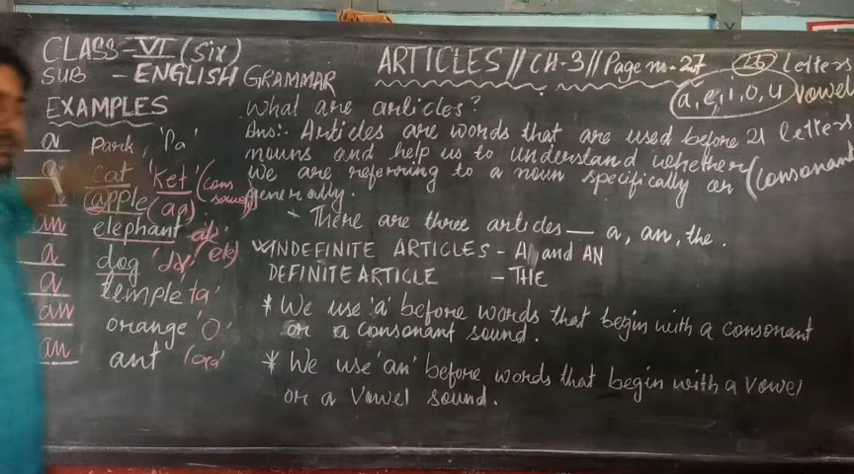 CLASS-VI (Six)
SUB - ENGLISH GRAMMAR
ARTICLES // CH-3 // Page no-27
26 letters
a, e, i, o, u vowel
21 letters
(consonant
EXAMPLES
a park 'Pa'
a cat 'ket' (cons sound)
apple (ap)
an elephant
a dog
a temple ta'
an orange 'O'
an ant
What are articles?
Ans:- Articles are words that are used before
nouns and help us to understand whether
we are referring to a noun specifically or
generally.
* There are three articles — a, an, the.
INDEFINITE ARTICLES - A and AN
DEFINITE ARTICLE - THE
* We use 'a' before words that begin with a consonant
or a consonant sound.
* We use 'an' before words that begin with a vowel
or a vowel sound.